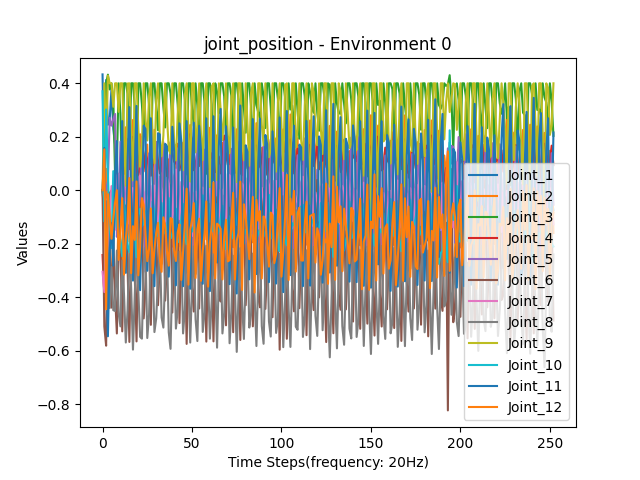 joint_position - Environment 0
Values
0.4
0.2
0.0
−0.2
−0.4
−0.6
−0.8
0
50
100
150
200
250
Time Steps(frequency: 20Hz)
Joint_1
Joint_2
Joint_3
Joint_4
Joint_5
Joint_6
Joint_7
Joint_8
Joint_9
Joint_10
Joint_11
Joint_12